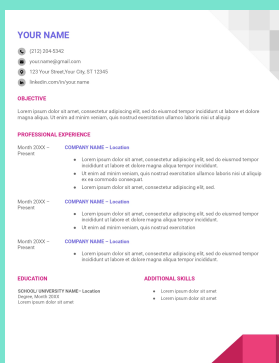 YOUR NAME
(212) 204-5342
your.name@gmail.com
123 Your Street,Your City, ST 12345
linkedin.com/in/yourname
OBJECTIVE
Lorem ipsum dolor sit amet, consectetur adipiscing elit, sed do eiusmod tempor incididunt ut labore et dolore
magna aliqua. Ut enim ad minim veniam, quis nostrud exercitation ullamco laboris nisi ut aliquip
PROFESSIONAL EXPERIENCE
Month 20XX –
Present
COMPANY NAME – Location
Lorem ipsum dolor sit amet, consectetur adipiscing elit, sed do eiusmod tempor
incididunt ut labore et dolore magna aliqua
Ut enim ad minim veniam, quis nostrud exercitation ullamco laboris nisi ut aliquip
ex ea commodo consequat
Lorem ipsum dolor sit amet, consectetur adipiscing elit, sed
Month 20XX –
Present
COMPANY NAME – Location
Lorem ipsum dolor sit amet, consectetur adipiscing elit, sed do eiusmod tempor
incididunt ut labore et dolore magna aliqua
Ut enim ad minim veniam, quis nostrud exercitation
Month 20XX –
Present
COMPANY NAME – Location
Lorem ipsum dolor sit amet, consectetur adipiscing elit, sed do eiusmod tempor
incididunt ut labore et dolore magna aliqua
EDUCATION
SCHOOL/ UNIVERSITY NAME– Location
Degree, Month 20XX
Lorem ipsum dolor sit amet
ADDITIONAL SKILLS
Lorem ipsum dolor sit amet
Lorem ipsum dolor sit amet